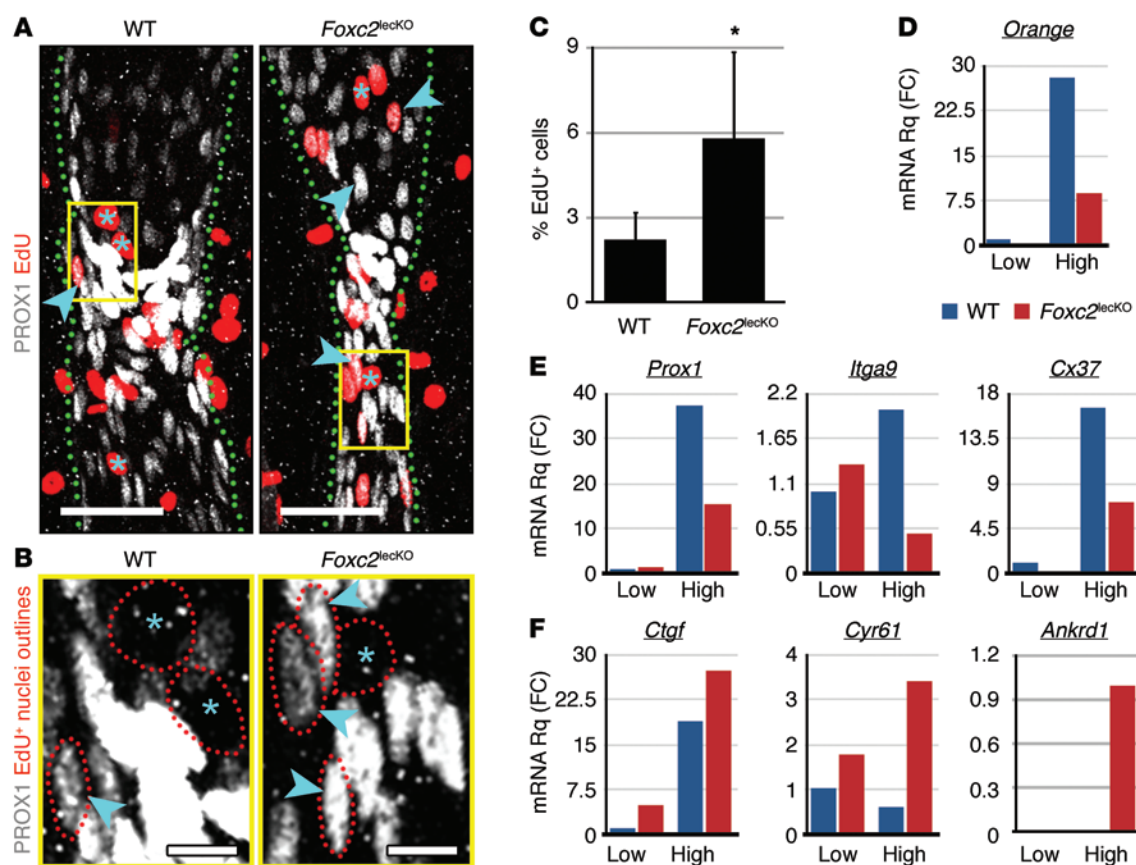 A
WT
Foxc2lecKO
PROX1 EdU
B
WT
Foxc2lecKO
PROX1 EdU+ nuclei outlines
C
% EdU+ cells
9
6
3
0
*
WT
Foxc2lecKO
D
Orange
mRNA Rq (FC)
30
22.5
15
7.5
0
Low High
WT Foxc2lecKO
E
mRNA Rq (FC)
Prox1
40
30
20
10
0
Low High
Itga9
2.2
1.65
1.1
0.55
0
Low High
Cx37
18
13.5
9
4.5
0
Low High
F
mRNA Rq (FC)
Ctgf
30
22.5
15
7.5
0
Low High
Cyr61
4
3
2
1
0
Low High
Ankrd1
1.2
0.9
0.6
0.3
0
Low High